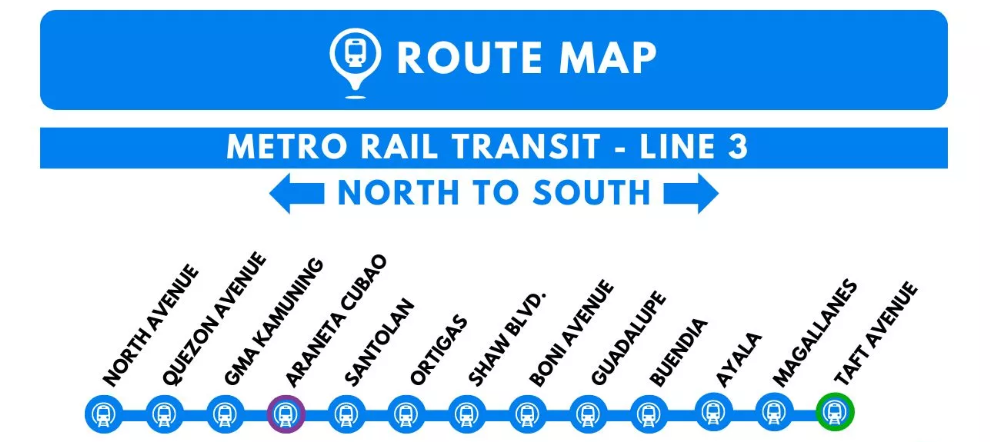 ROUTE MAP
METRO RAIL TRANSIT - LINE 3
NORTH TO SOUTH
NORTH AVENUE
QUEZON AVENUE
GMA KAMUNING
ARANETA CUBAO
SANTOLAN
ORTIGAS
SHAW BLVD.
BONI AVENUE
GUADALUPE
BUENDIA
AYALA
MAGALLANES
TAFT AVENUE